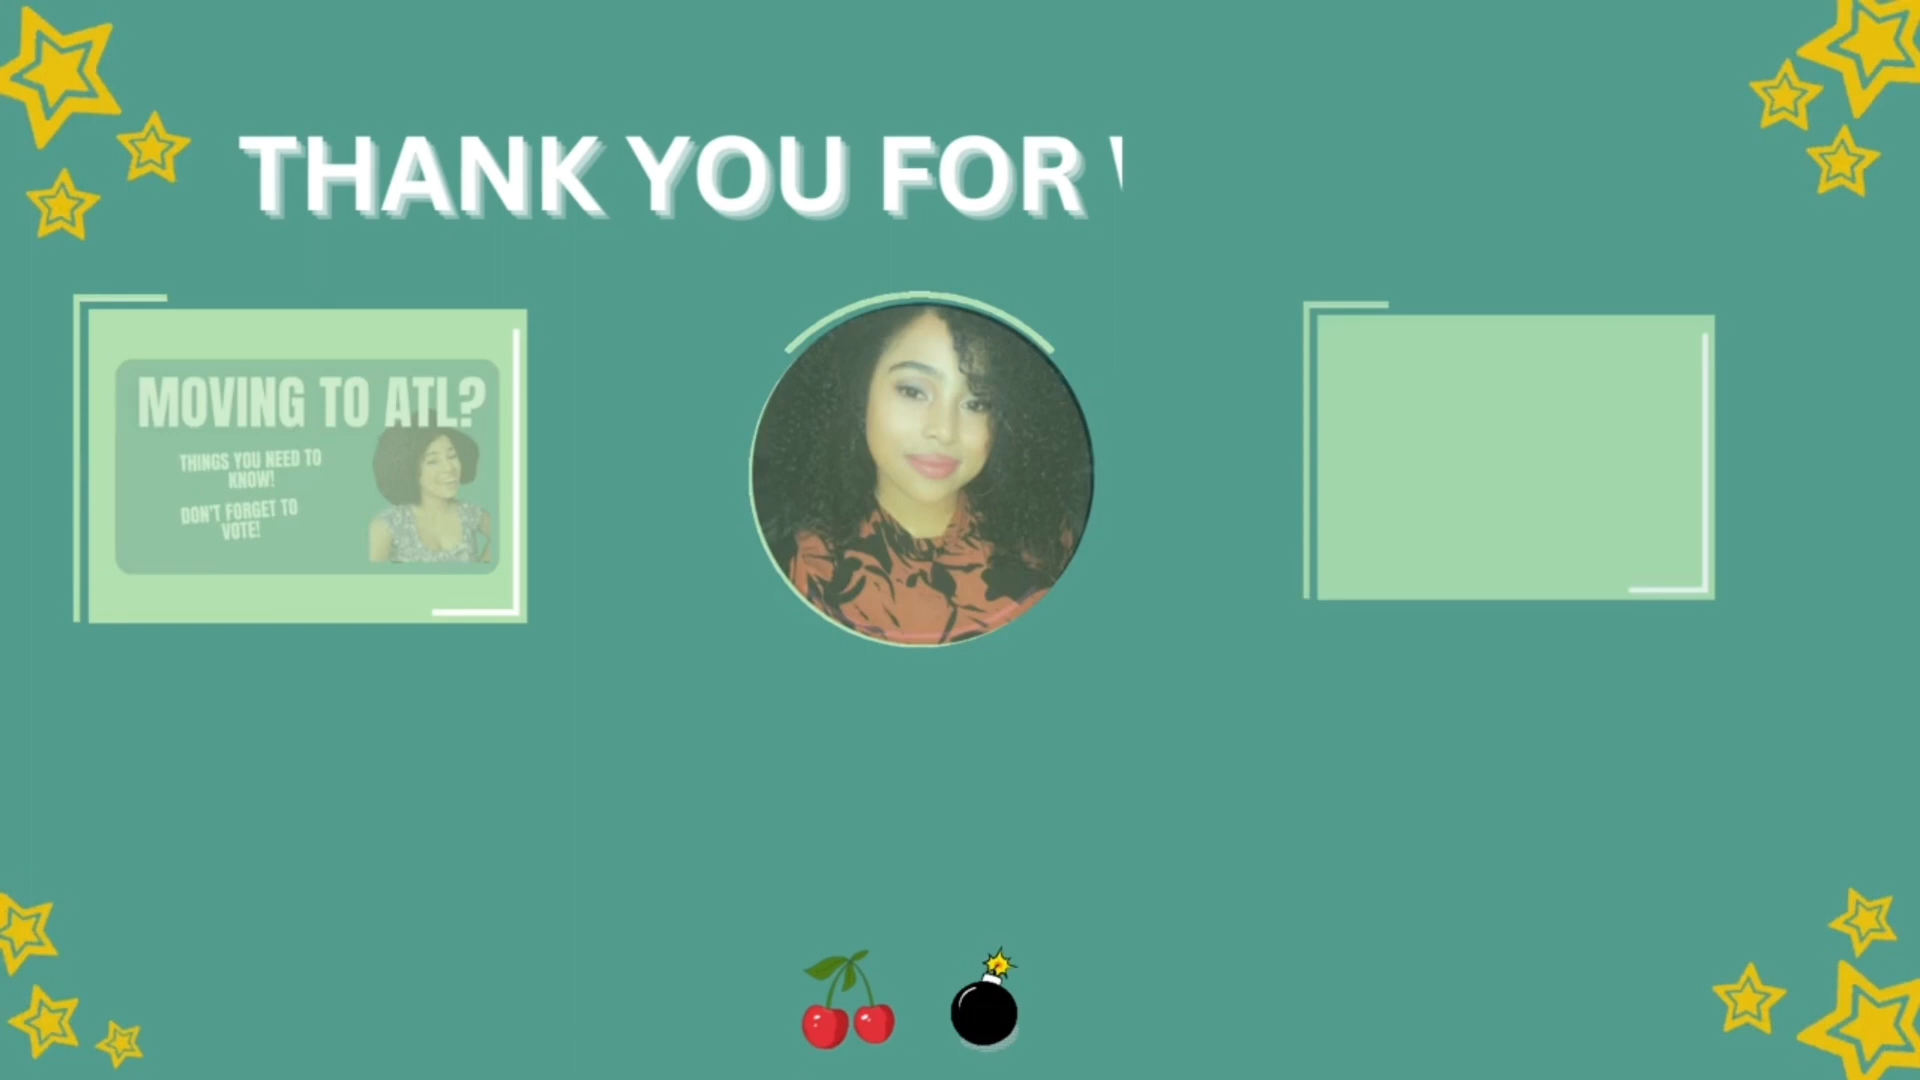 THANK YOU FOR
MOVING TO ATL?
THINGS YOU NEED TO
KNOW!
DON'T FORGET TO
VOTE!